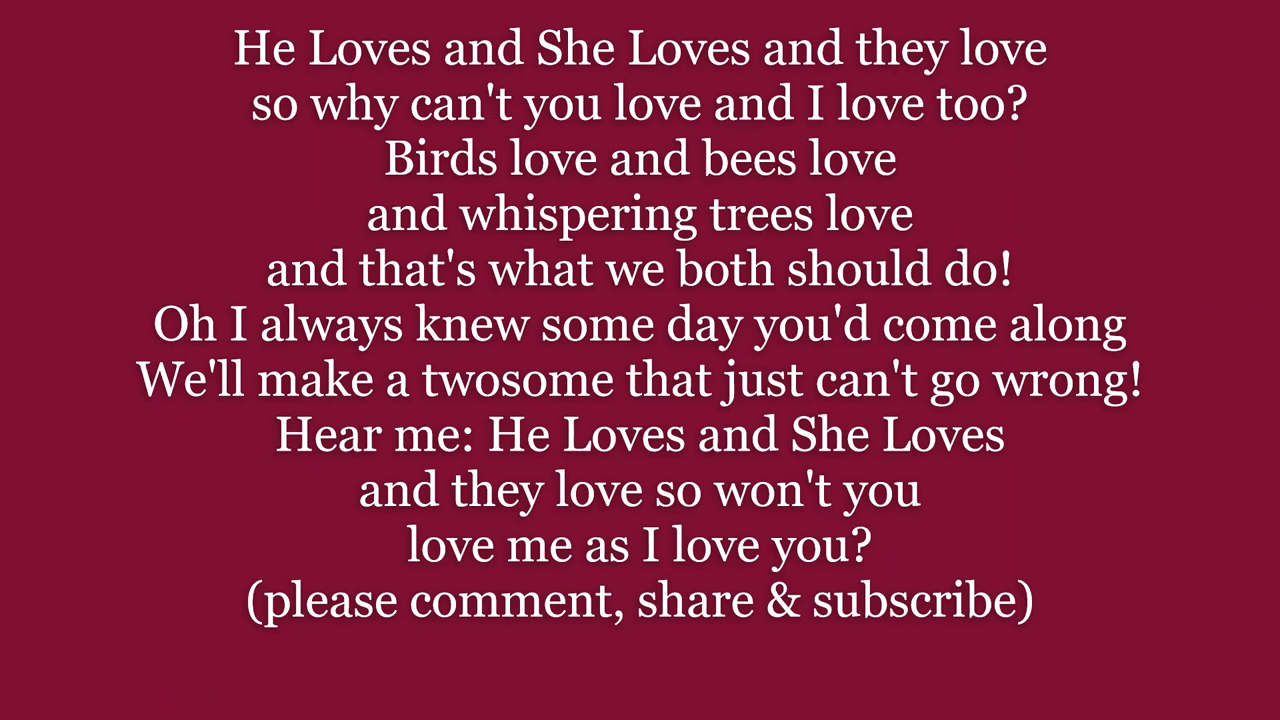 He Loves and She Loves and they love
so why can't you love and I love too?
Birds love and bees love
and whispering trees love
and that's what we both should do!
Oh I always knew some day you'd come along
We'll make a twosome that just can't go wrong!
Hear me: He Loves and She Loves
and they love so won't you
love me as I love you?
(please comment, share & subscribe)